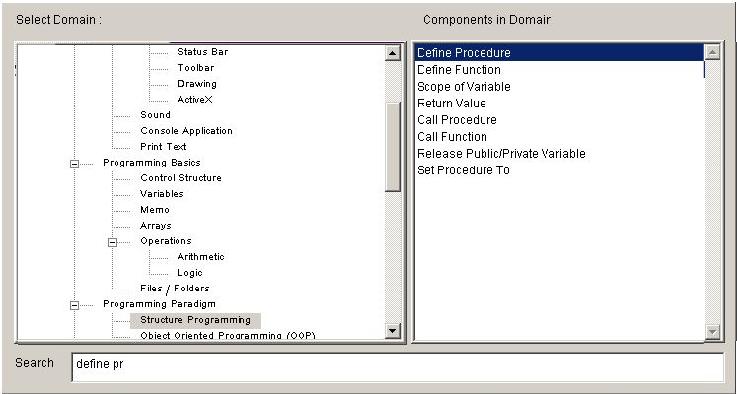 Select Domain :
Components in Domair
Status Bar
Toolbar
Drawing
ActiveX
Sound
Console Application
Print Text
Programming Basics
Control Structure
Variables
Memo
Arrays
Operations
Arithmetic
Logic
Files / Folders
Programming Paradigm
Structure Programming
Object Oriented Programming (OOP)
Define Procedure
Define Function
Scope of Variable
Return Value
Call Procedure
Call Function
Release Public/Private Variable
Set Procedure To
Search
define pr